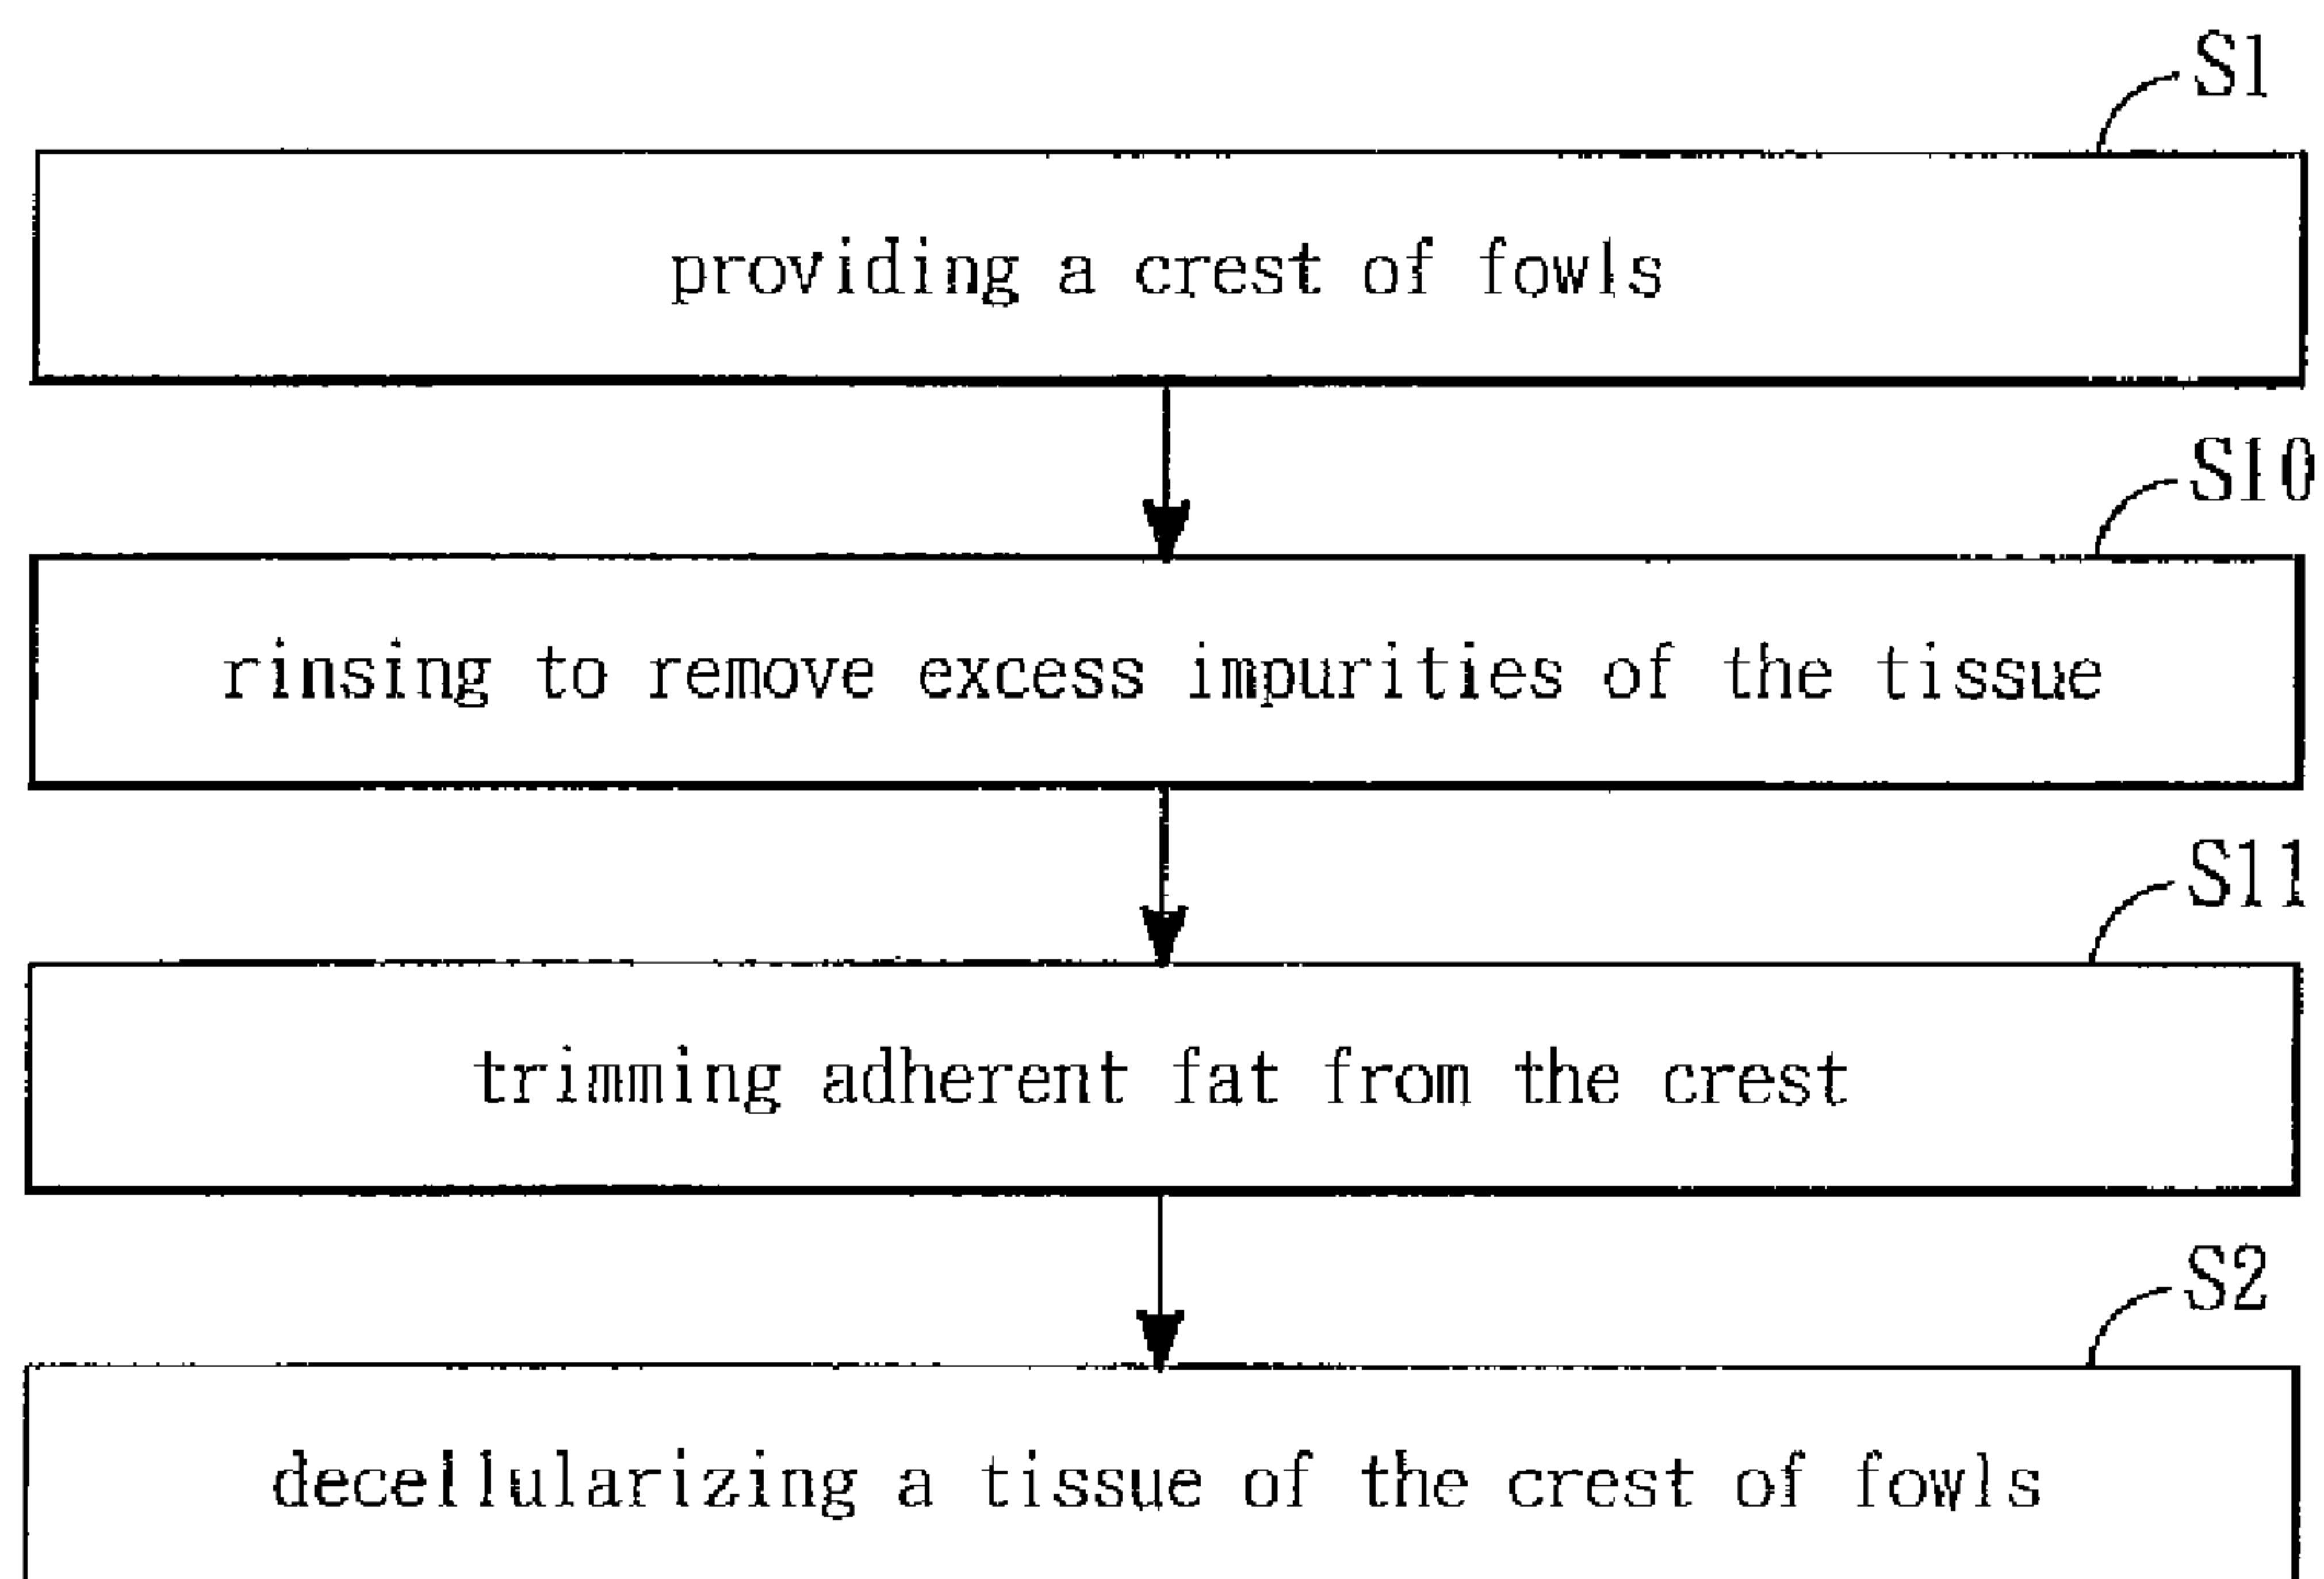 S1
providing a crest of fowls
S10
rinsing to remove excess impurities of the tissue
S11
trimming adherent fat from the crest
S2
decellularizing a tissue of the crest of fowls